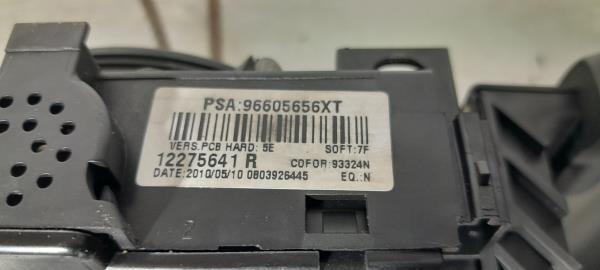 PSA:96605656XT
VERS.PCB HARD: 5E SOFT:7F
12275641 R COFOR:93324N
DATE:2010/05/10 0803926445 EQ.:N
2